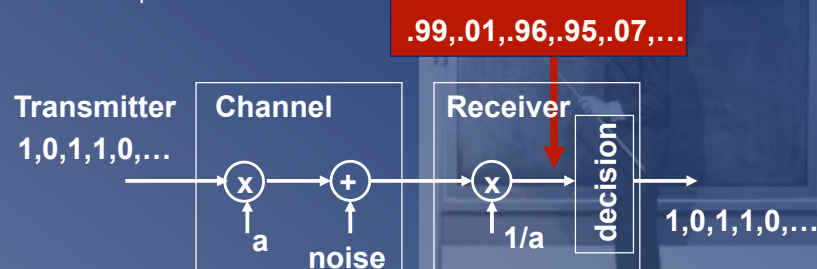 .99,.01,.96,.95,.07,…
Transmitter
1,0,1,1,0,…
Channel
Receiver
x
+
x
decision
a
noise
1/a
1,0,1,1,0,…